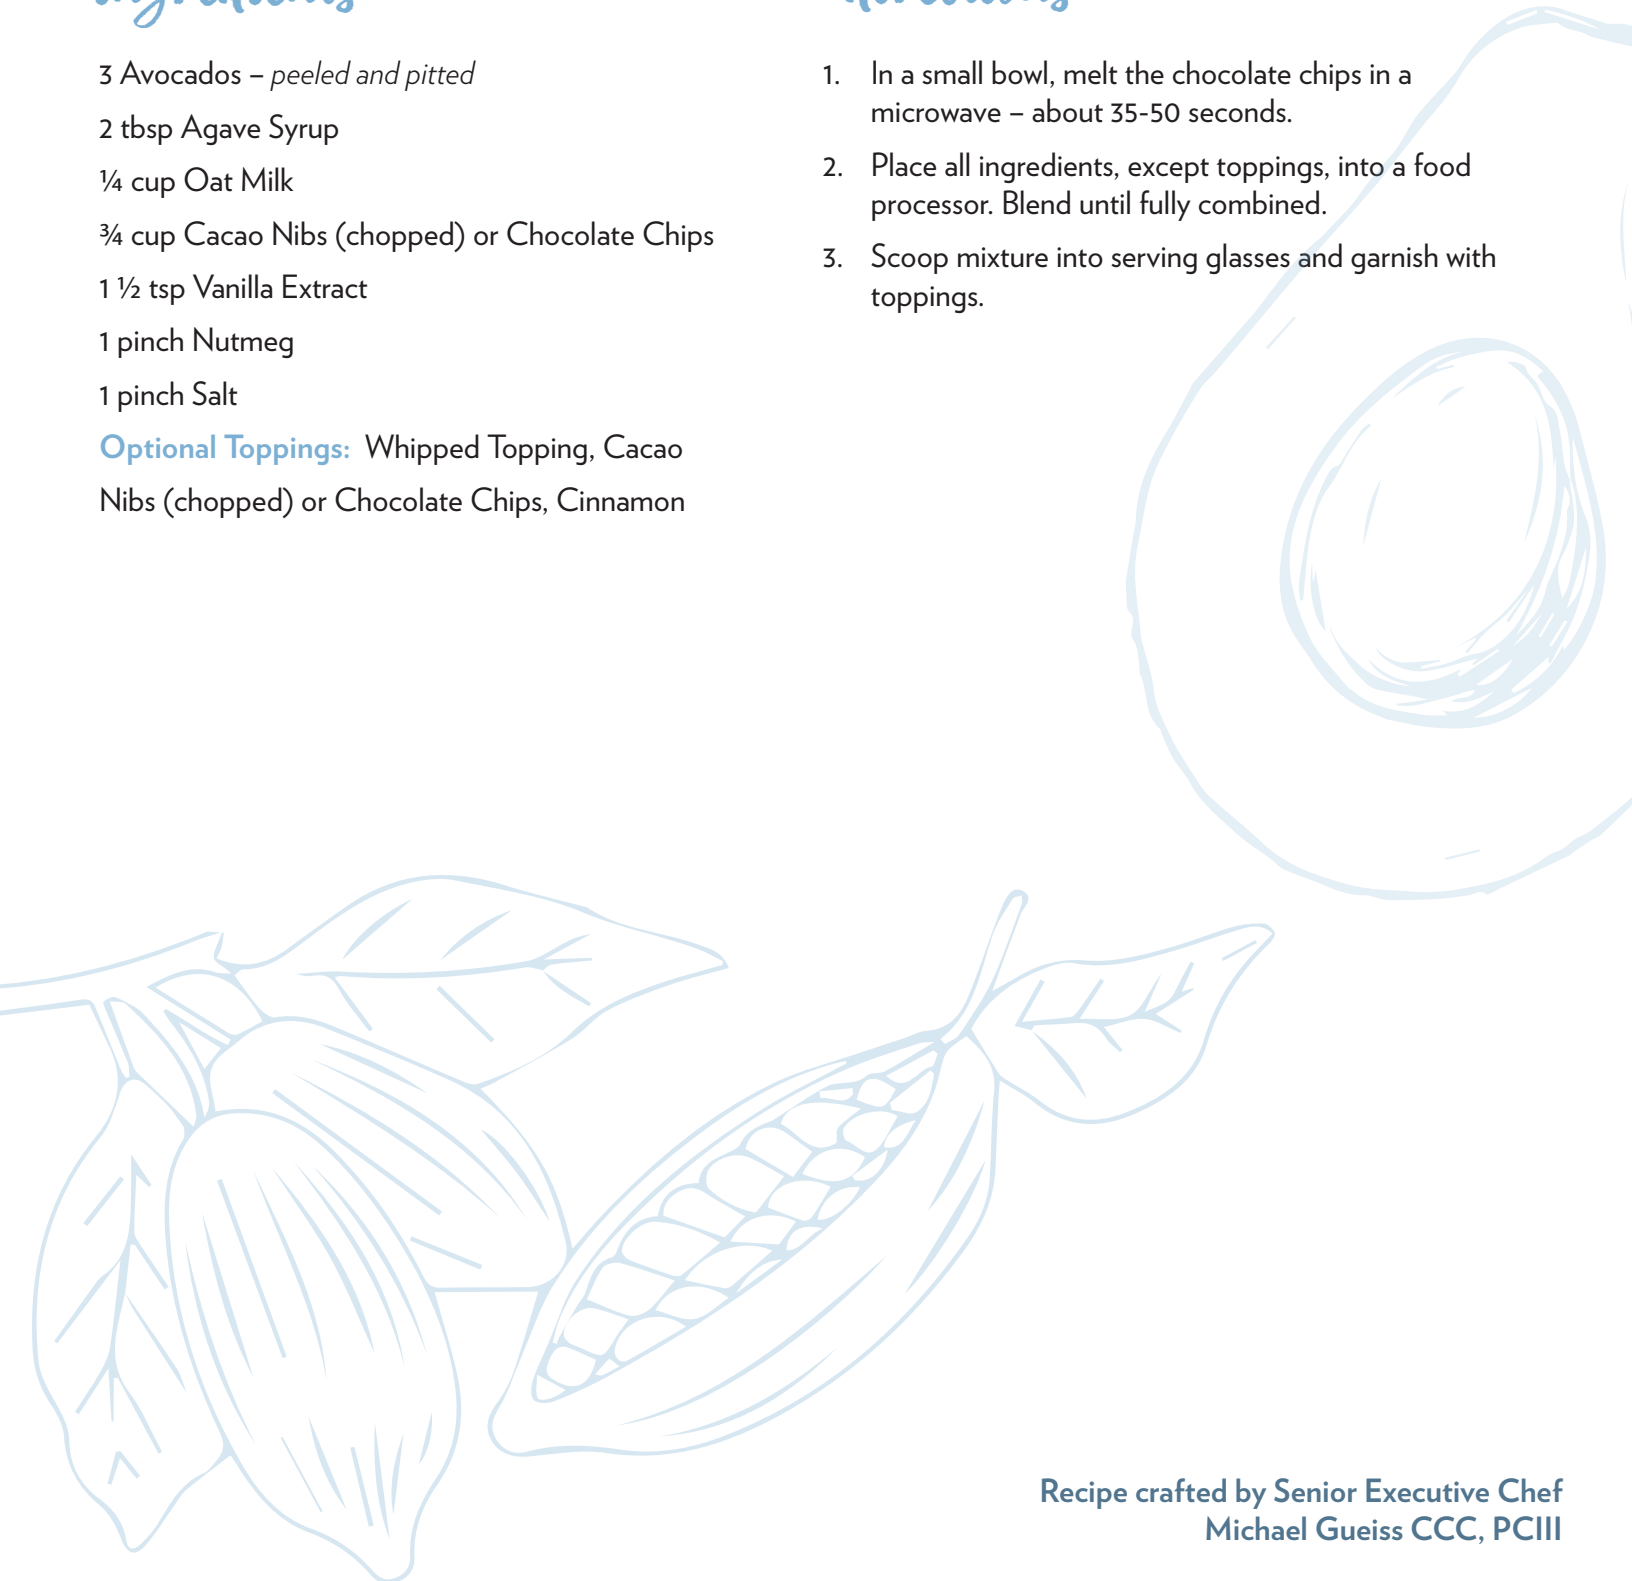 3 Avocados – peeled and pitted
2 tbsp Agave Syrup
¼ cup Oat Milk
¾ cup Cacao Nibs (chopped) or Chocolate Chips
1 ½ tsp Vanilla Extract
1 pinch Nutmeg
1 pinch Salt
Optional Toppings: Whipped Topping, Cacao
Nibs (chopped) or Chocolate Chips, Cinnamon
1. In a small bowl, melt the chocolate chips in a
microwave – about 35-50 seconds.
2. Place all ingredients, except toppings, into a food
processor. Blend until fully combined.
3. Scoop mixture into serving glasses and garnish with
toppings.
Recipe crafted by Senior Executive Chef
Michael Gueiss CCC, PCIII